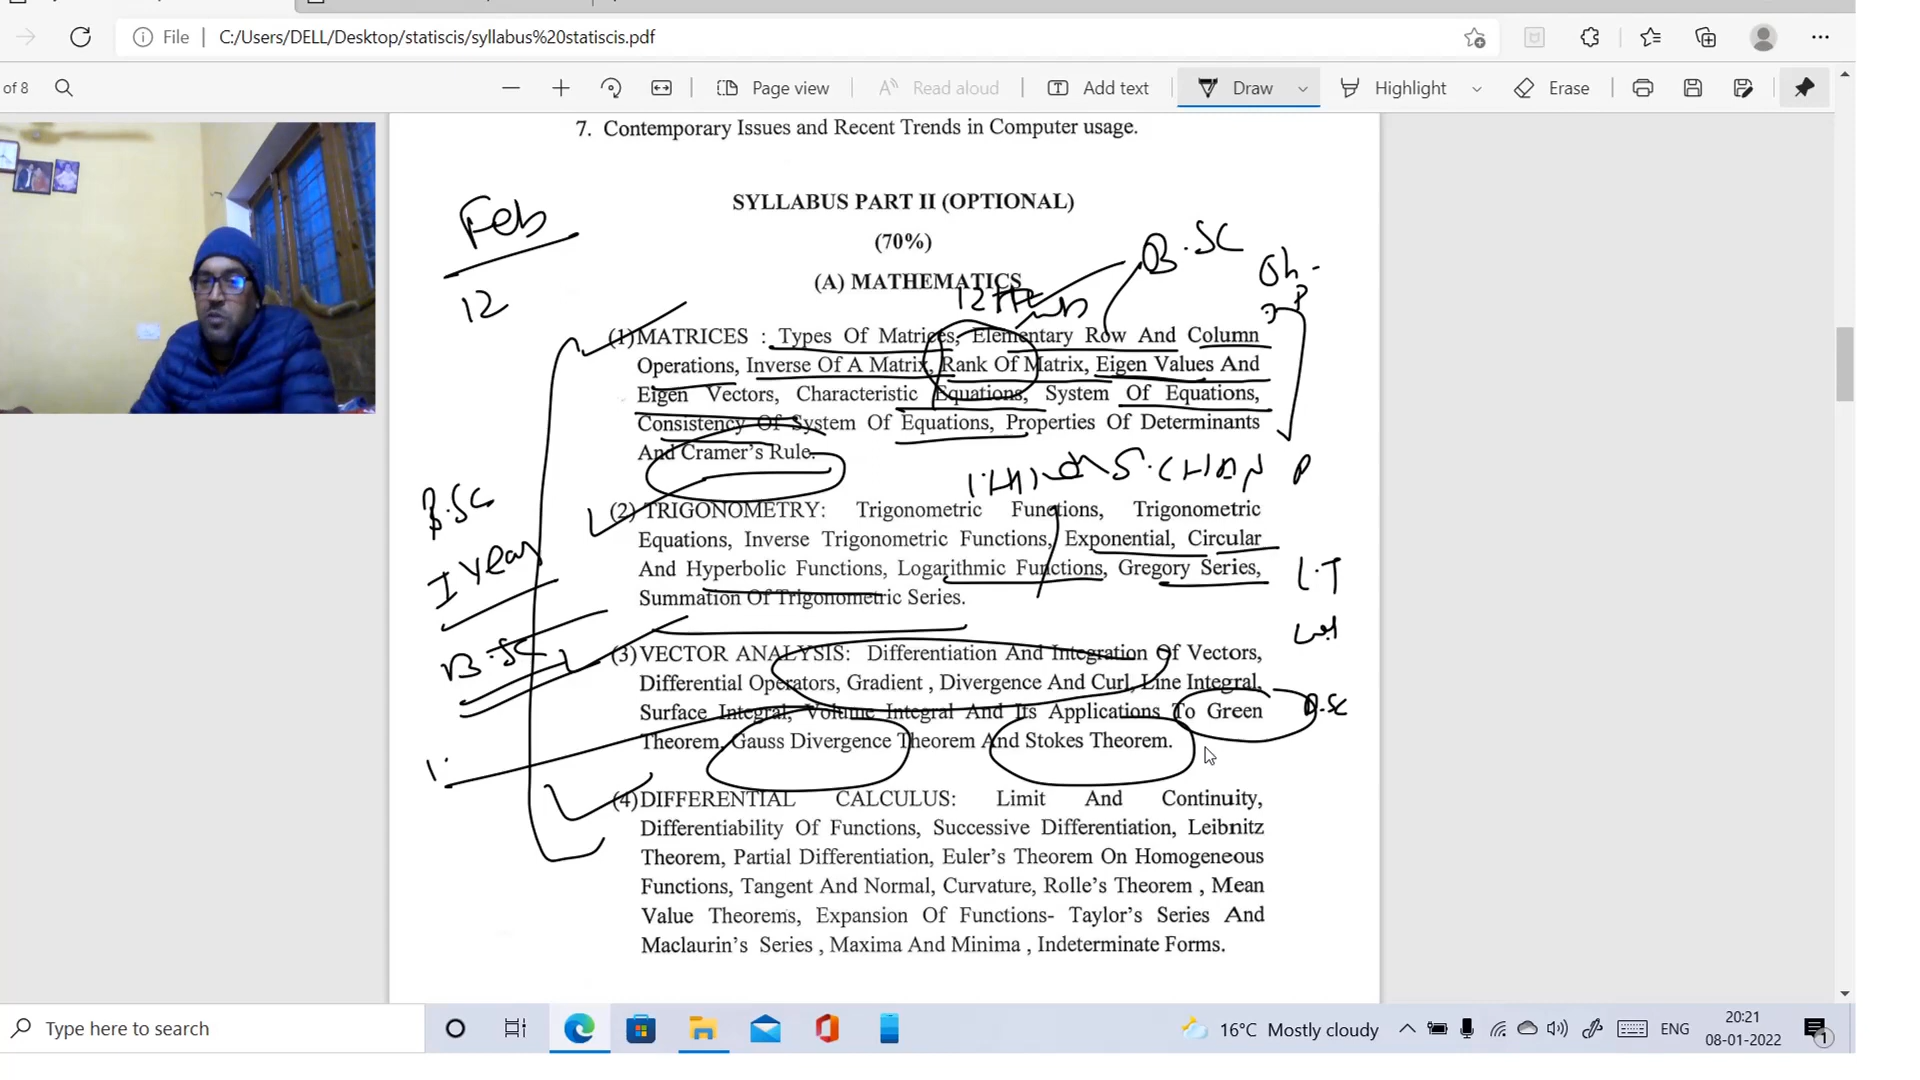 File C:/Users/DELL/Desktop/statiscis/syllabus%20statiscis.pdf
of 8
Page view
Read aloud
Add text
Draw
Highlight
Erase
7. Contemporary Issues and Recent Trends in Computer usage.
SYLLABUS PART II (OPTIONAL)
(70%)
(A) MATHEMATICS
Feb
12
B.SC
12th
(1)MATRICES : Types Of Matrices, Elementary Row And Column
Operations, Inverse Of A Matrix, Rank Of Matrix, Eigen Values And
Eigen Vectors, Characteristic Equations, System Of Equations,
Consistency Of System Of Equations, Properties Of Determinants
And Cramer's Rule.
S.CHAN
B.SC
I Year
B.SC
(2) TRIGONOMETRY: Trigonometric Functions, Trigonometric
Equations, Inverse Trigonometric Functions, Exponential, Circular
And Hyperbolic Functions, Logarithmic Functions, Gregory Series,
Summation Of Trigonometric Series.
L.T
(3)VECTOR ANALYSIS: Differentiation And Integration Of Vectors,
Differential Operators, Gradient , Divergence And Curl, Line Integral,
Surface Integral, Volume Integral And Its Applications To Green
Theorem, Gauss Divergence Theorem And Stokes Theorem.
B.SC
(4)DIFFERENTIAL CALCULUS: Limit And Continuity,
Differentiability Of Functions, Successive Differentiation, Leibnitz
Theorem, Partial Differentiation, Euler's Theorem On Homogeneous
Functions, Tangent And Normal, Curvature, Rolle's Theorem , Mean
Value Theorems, Expansion Of Functions- Taylor's Series And
Maclaurin's Series , Maxima And Minima , Indeterminate Forms.
Type here to search
16°C Mostly cloudy
ENG
20:21
08-01-2022
1